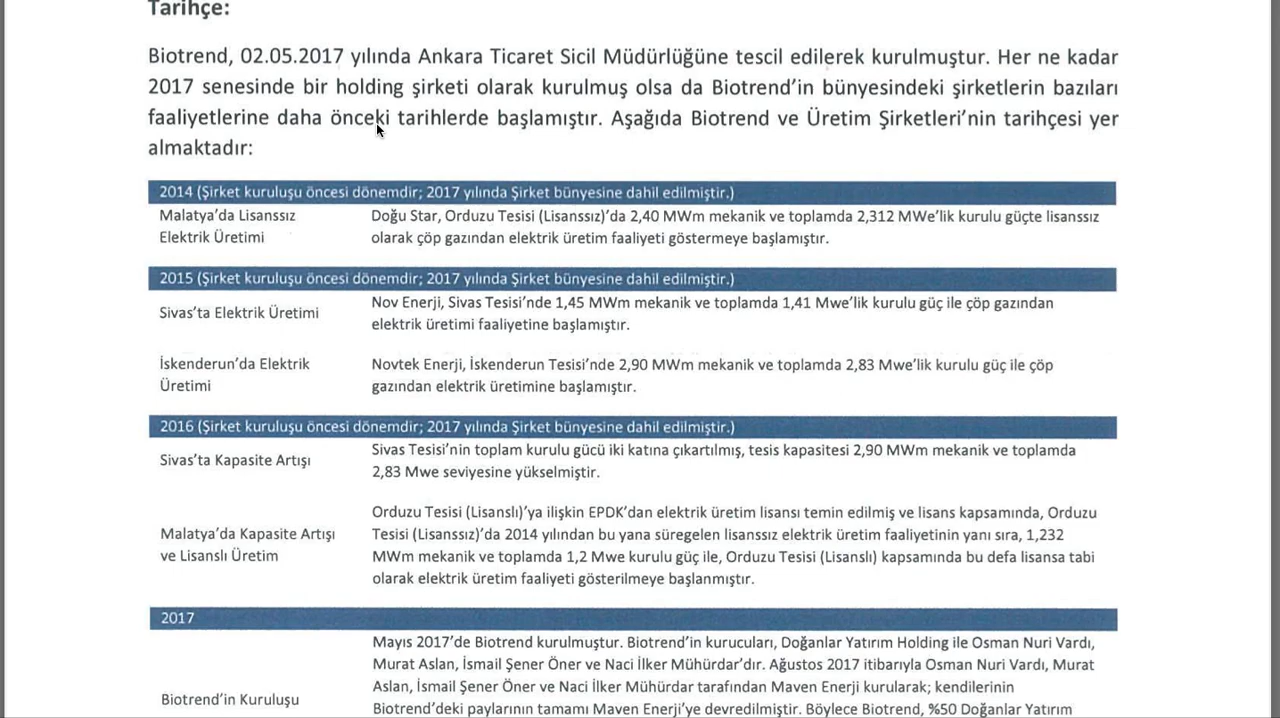 Tarihçe:
Biotrend, 02.05.2017 yılında Ankara Ticaret Sicil Müdürlüğüne tescil edilerek kurulmuştur. Her ne kadar
2017 senesinde bir holding şirketi olarak kurulmuş olsa da Biotrend’in bünyesindeki şirketlerin bazıları
faaliyetlerine daha önceki tarihlerde başlamıştır. Aşağıda Biotrend ve Üretim Şirketleri’nin tarihçesi yer
almaktadır:
2014 (Şirket kuruluşu öncesi dönemdir; 2017 yılında Şirket bünyesine dahil edilmiştir.)
Malatya’da Lisanssız
Elektrik Üretimi
Doğu Star, Orduzu Tesisi (Lisanssız)’da 2,40 MWm mekanik ve toplamda 2,312 MWe’lik kurulu güçte lisanssız
olarak çöp gazından elektrik üretim faaliyeti göstermeye başlamıştır.
2015 (Şirket kuruluşu öncesi dönemdir; 2017 yılında Şirket bünyesine dahil edilmiştir.)
Sivas’ta Elektrik Üretimi
Nov Enerji, Sivas Tesisi’nde 1,45 MWm mekanik ve toplamda 1,41 Mwe’lik kurulu güç ile çöp gazından
elektrik üretimi faaliyetine başlamıştır.
İskenderun’da Elektrik
Üretimi
Novtek Enerji, İskenderun Tesisi’nde 2,90 MWm mekanik ve toplamda 2,83 Mwe’lik kurulu güç ile çöp
gazından elektrik üretimine başlamıştır.
2016 (Şirket kuruluşu öncesi dönemdir; 2017 yılında Şirket bünyesine dahil edilmiştir.)
Sivas’ta Kapasite Artışı
Sivas Tesisi’nin toplam kurulu gücü iki katına çıkartılmış, tesis kapasitesi 2,90 MWm mekanik ve toplamda
2,83 Mwe seviyesine yükselmiştir.
Malatya’da Kapasite Artışı
ve Lisanslı Üretim
Orduzu Tesisi (Lisanslı)’ya ilişkin EPDK’dan elektrik üretim lisansı temin edilmiş ve lisans kapsamında, Orduzu
Tesisi (Lisanssız)’da 2014 yılından bu yana süregelen lisanssız elektrik üretim faaliyetinin yanı sıra, 1,232
MWm mekanik ve toplamda 1,2 Mwe kurulu güç ile, Orduzu Tesisi (Lisanslı) kapsamında bu defa lisansa tabi
olarak elektrik üretim faaliyeti gösterilmeye başlanmıştır.
2017
Biotrend’in Kuruluşu
Mayıs 2017’de Biotrend kurulmuştur. Biotrend’in kurucuları, Doğanlar Yatırım Holding ile Osman Nuri Vardı,
Murat Aslan, İsmail Şener Öner ve Naci İlker Mühürdar’dır. Ağustos 2017 itibarıyla Osman Nuri Vardı, Murat
Aslan, İsmail Şener Öner ve Naci İlker Mühürdar tarafından Maven Enerji kurularak; kendilerinin
Biotrend’deki paylarının tamamı Maven Enerji’ye devredilmiştir. Böylece Biotrend, %50 Doğanlar Yatırım